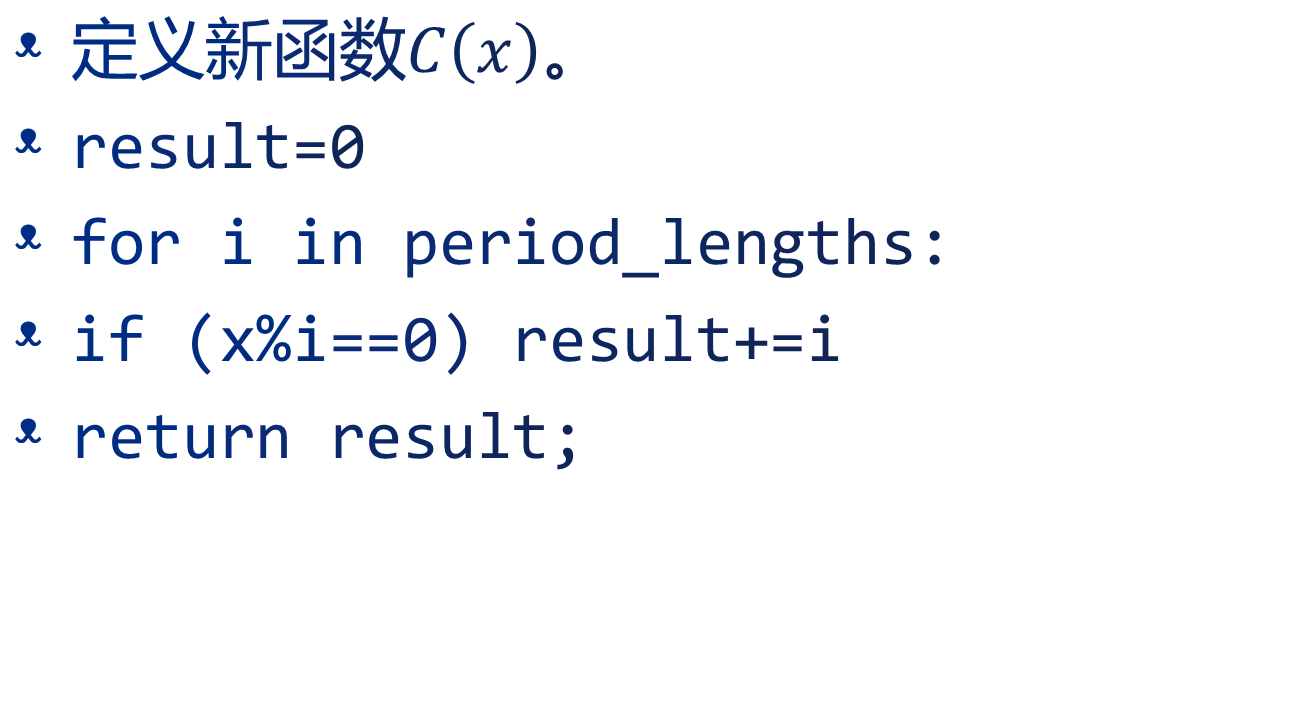 定义新函数C(x)。
result=0
for i in period_lengths:
if (x%i==0) result+=i
return result;